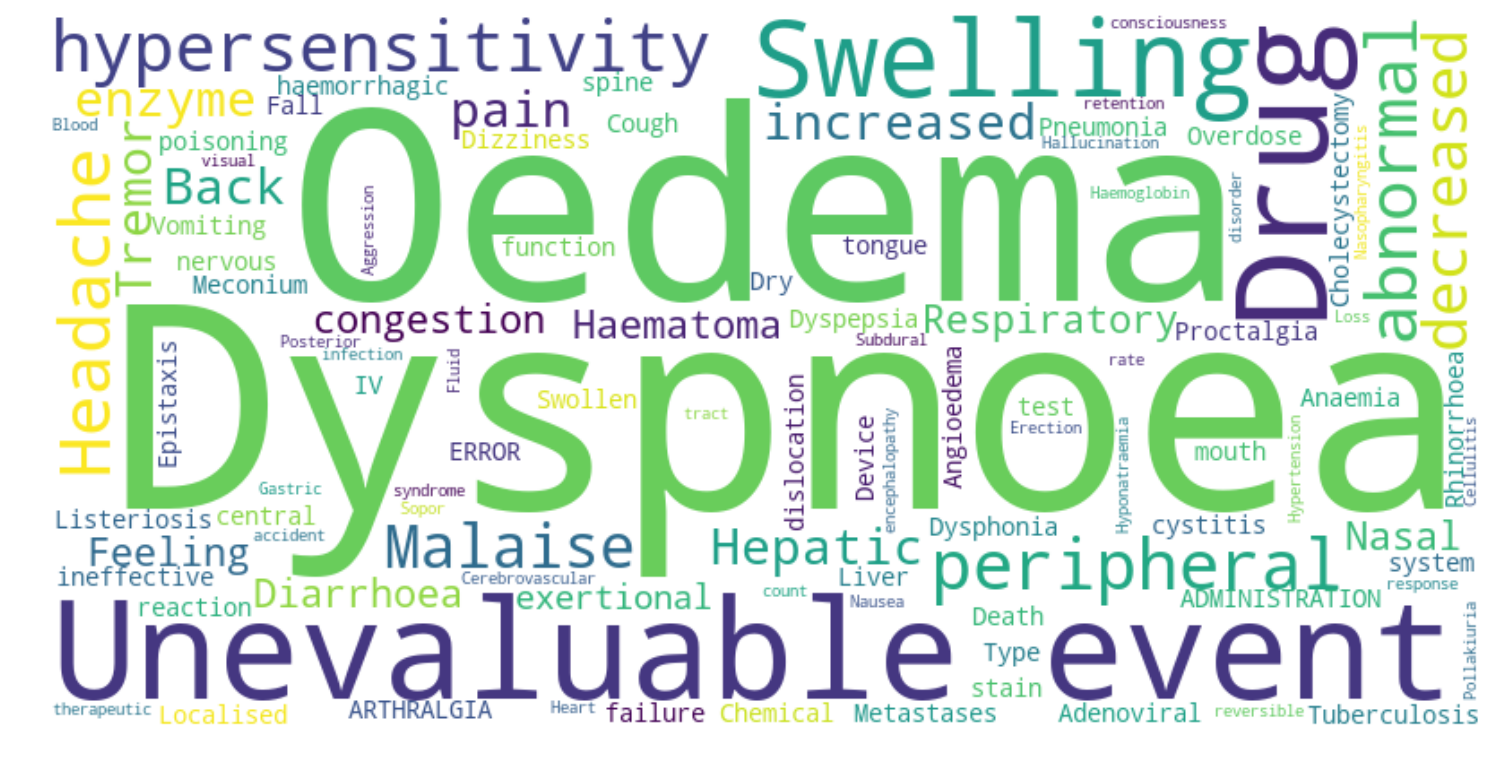 hypersensitivity
Swelling
consciousness
Drug
abnormal
decreased
enzyme
haemorrhagic
Fall
pain
spine
increased
retention
Blood
poisoning
Tremor
Dizziness
Cough
Pneumonia
Hallucination
Overdose
Cholecystectomy
Nasopharyngitis
visual
Headache
Back
Oedema
Aggression
Haemoglobin
disorder
Vomiting
function
tongue
nervous
Meconium
Dry
congestion
Haematoma
Dyspepsia
Respiratory
Proctalgia
Loss
Posterior
Subdural
infection
Fluid
rate
Epistaxis
Dyspnoea
IV
Swollen
tract
dislocation
Device
encephalopathy
Angioedema
test
Erection
Hyponatraemia
mouth
Hypertension
Anaemia
Rhinorrhoea
Cellulitis
ERROR
Gastric
syndrome
Sopor
Listeriosis
central
accident
Malaise
Hepatic
Dysphonia
cystitis
Nasal
Feeling
ineffective
Cerebrovascular
Liver
peripheral
system
response
reaction
Diarrhoea
exertional
count
Nausea
ADMINISTRATION
Unevaluable
Death
Type
stain
event
Pollakiuria
therapeutic
Localised
ARTHRALGIA
Heart
failure
Chemical
Metastases
Adenoviral
reversible
Tuberculosis